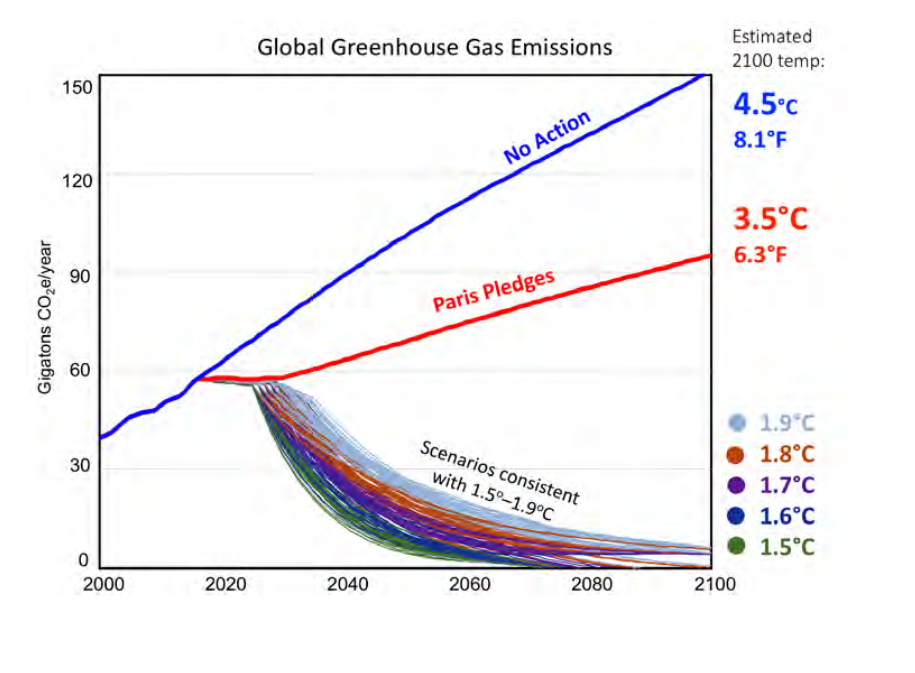 Global Greenhouse Gas Emissions
Estimated
2100 temp:
4.5°C
8.1°F
3.5°C
6.3°F
Gigatons CO₂e/year
150
120
90
60
30
0
No Action
Paris Pledges
Scenarios consistent
with 1.5°–1.9°C
1.9°C
1.8°C
1.7°C
1.6°C
1.5°C
2000
2020
2040
2060
2080
2100